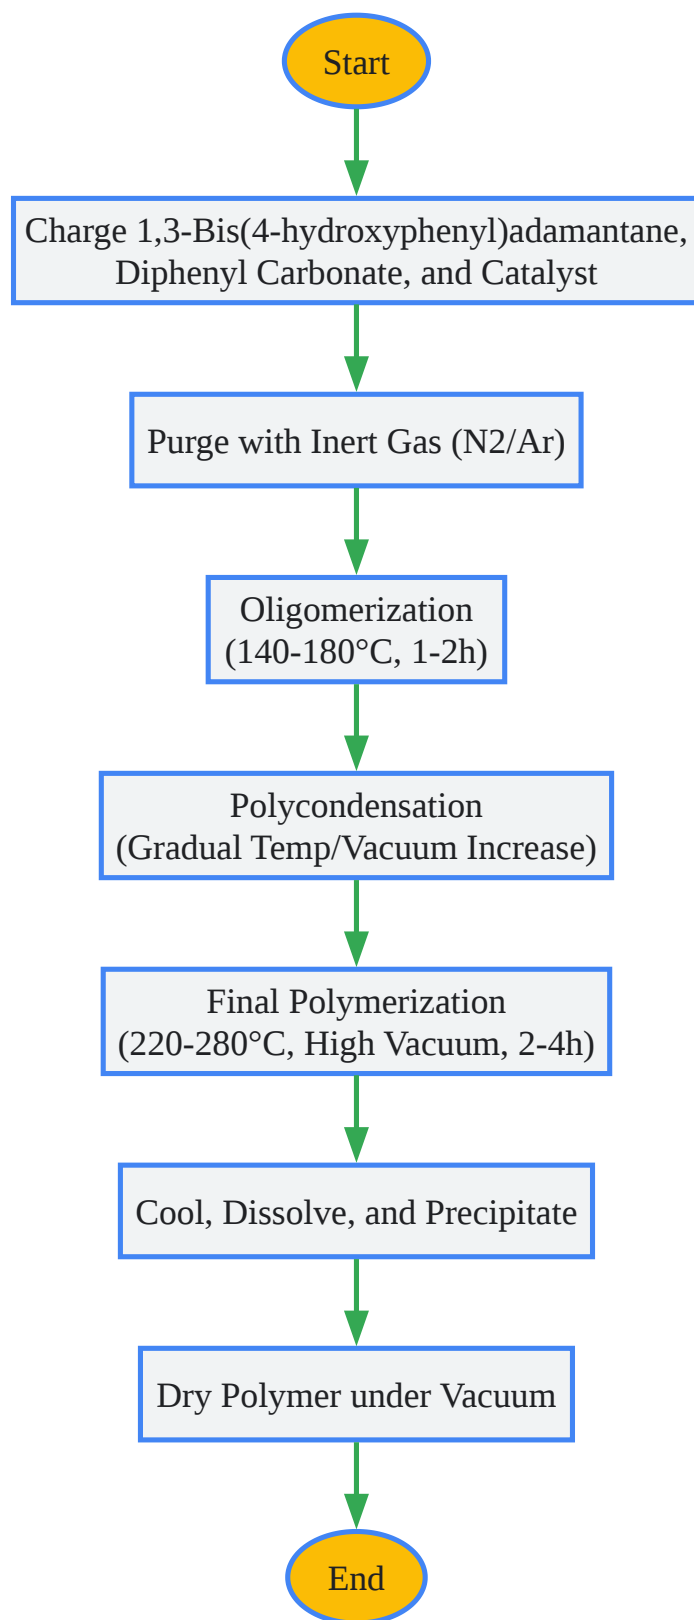 Start
Charge 1,3-Bis(4-hydroxyphenyl)adamantane,
Diphenyl Carbonate, and Catalyst
Purge with Inert Gas (N2/Ar)
Oligomerization
(140-180°C, 1-2h)
Polycondensation
(Gradual Temp/Vacuum Increase)
Final Polymerization
(220-280°C, High Vacuum, 2-4h)
Cool, Dissolve, and Precipitate
Dry Polymer under Vacuum
End